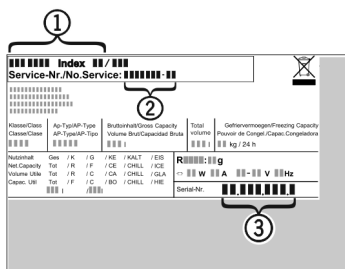 1
Index /
Service-Nr./No.Service: -
2
Klasse/Class Ap-Typ/AP-Type Bruttoinhalt/Gross Capacity Total Gefriervermoegen/Freezing Capacity
Classe/Clase AP-Type/AP-Tipo Volume Brut/Capacidad Bruta volume Pouvoir de Congel./Capac.Congeladora
l l kg / 24 h
Nutzinhalt Ges / K / G / KE / KALT / EIS
Net.Capacity Tot / R / F / CE / CHILL / ICE
Volume Utile Tot / R / C / CA / CHILL / GLA
Capac. Util Tot / F / C / BO / CHILL / HIE
l / l
R : g
W A - V Hz
Serial-Nr. . . .
3